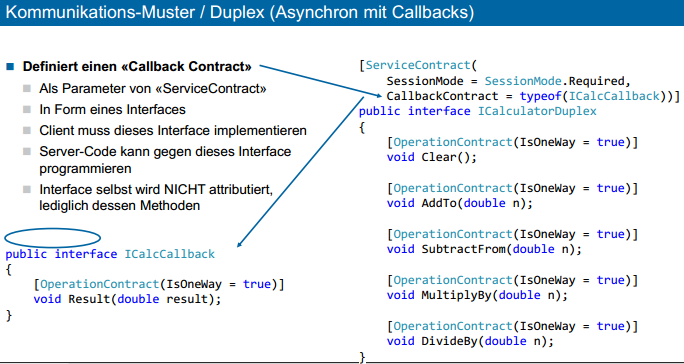 Kommunikations-Muster / Duplex (Asynchron mit Callbacks)
Definiert einen «Callback Contract»
Als Parameter von «ServiceContract»
In Form eines Interfaces
Client muss dieses Interface implementieren
Server-Code kann gegen dieses Interface
programmieren
Interface selbst wird NICHT attributiert,
lediglich dessen Methoden
public interface ICalcCallback
{
    [OperationContract(IsOneWay = true)]
    void Result(double result);
}
[ServiceContract(
    SessionMode = SessionMode.Required,
    CallbackContract = typeof(ICalcCallback))]
public interface ICalculatorDuplex
{
    [OperationContract(IsOneWay = true)]
    void Clear();
    [OperationContract(IsOneWay = true)]
    void AddTo(double n);
    [OperationContract(IsOneWay = true)]
    void SubtractFrom(double n);
    [OperationContract(IsOneWay = true)]
    void MultiplyBy(double n);
    [OperationContract(IsOneWay = true)]
    void DivideBy(double n);
}